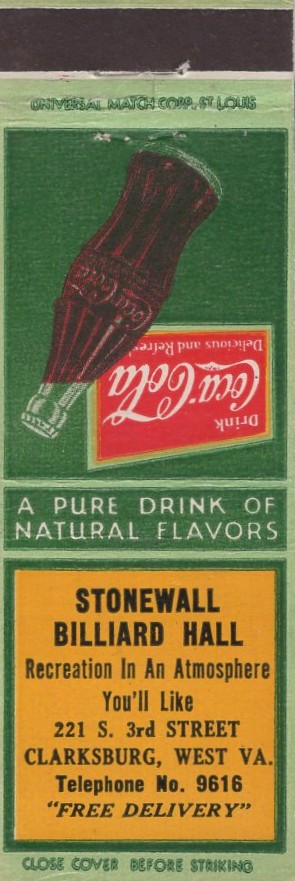 UNIVERSAL MATCH CORP., ST. LOUIS
Drink
Coca-Cola
Delicious and Refresh
A PURE DRINK OF
NATURAL FLAVORS
STONEWALL
BILLIARD HALL
Recreation In An Atmosphere
You'll Like
221 S. 3rd STREET
CLARKSBURG, WEST VA.
Telephone No. 9616
"FREE DELIVERY"
CLOSE COVER BEFORE STRIKING